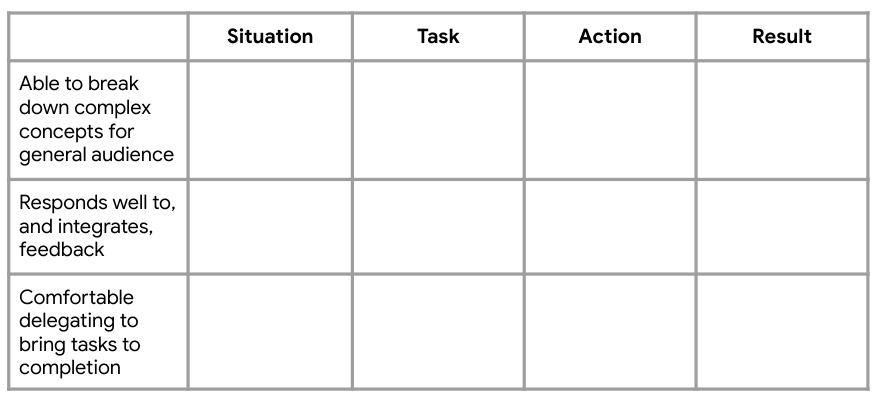 Situation Task Action Result
Able to break
down complex
concepts for
general audience
Responds well to,
and integrates,
feedback
Comfortable
delegating to
bring tasks to
completion